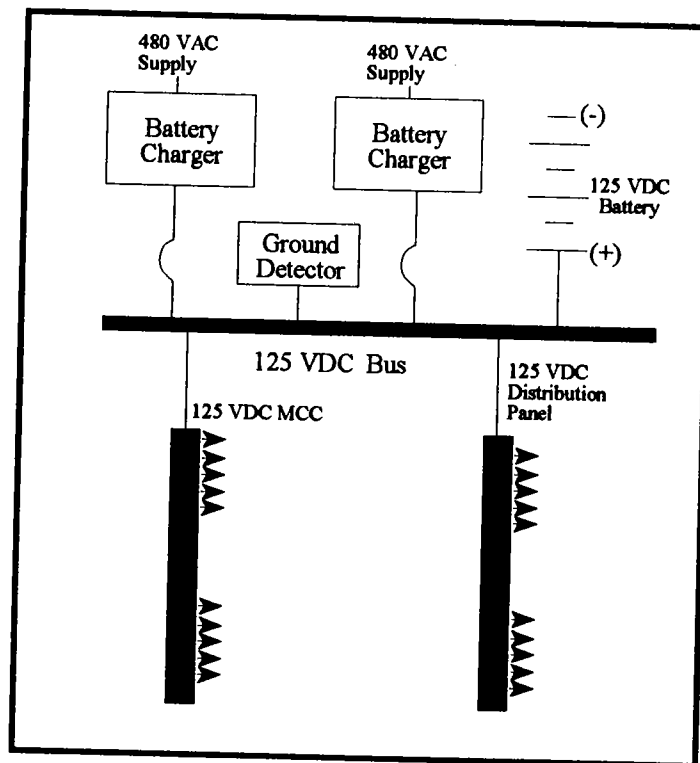 480 VAC
Supply
480 VAC
Supply
Battery
Charger
Battery
Charger
(-)
125 VDC
Battery
(+)
Ground
Detector
125 VDC Bus
125 VDC MCC
125 VDC
Distribution
Panel